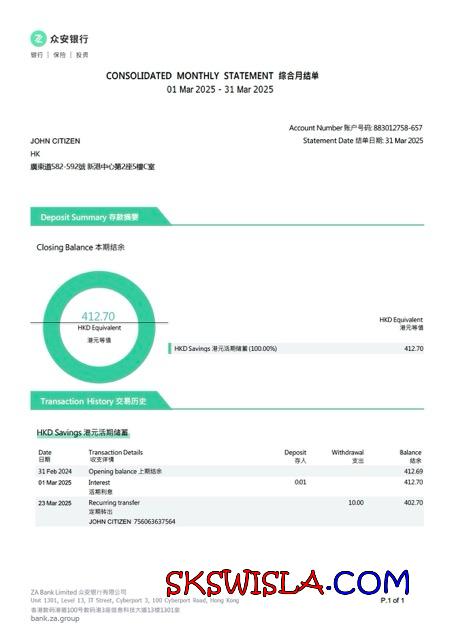 众安银行
银行 | 保险 | 投资
CONSOLIDATED MONTHLY STATEMENT 综合月结单
01 Mar 2025 - 31 Mar 2025
Account Number 账户号码: 883012758-657
Statement Date 结单日期: 31 Mar 2025
JOHN CITIZEN
HK
廣東道582-592號 新港中心第2座5樓C室
Deposit Summary 存款摘要
Closing Balance 本期结余
412.70
HKD Equivalent
港元等值
HKD Equivalent
港元等值
HKD Savings 港元活期储蓄 (100.00%) 412.70
Transaction History 交易历史
HKD Savings 港元活期储蓄
Date Transaction Details Deposit Withdrawal Balance
日期 收支详情 存入 支出 结余
31 Feb 2024 Opening balance 上期结余 412.69
01 Mar 2025 Interest 0.01 412.70
活期利息
23 Mar 2025 Recurring transfer 10.00 402.70
定期转出
JOHN CITIZEN 756063637564
ZA Bank Limited 众安银行有限公司
Unit 1301, Level 13, IT Street, Cyberport 3, 100 Cyberport Road, Hong Kong
香港數码港道100号数码港3座信息科技大道13楼1301室
bank.za.group
SKSWISLA.COM
P.1 of 1